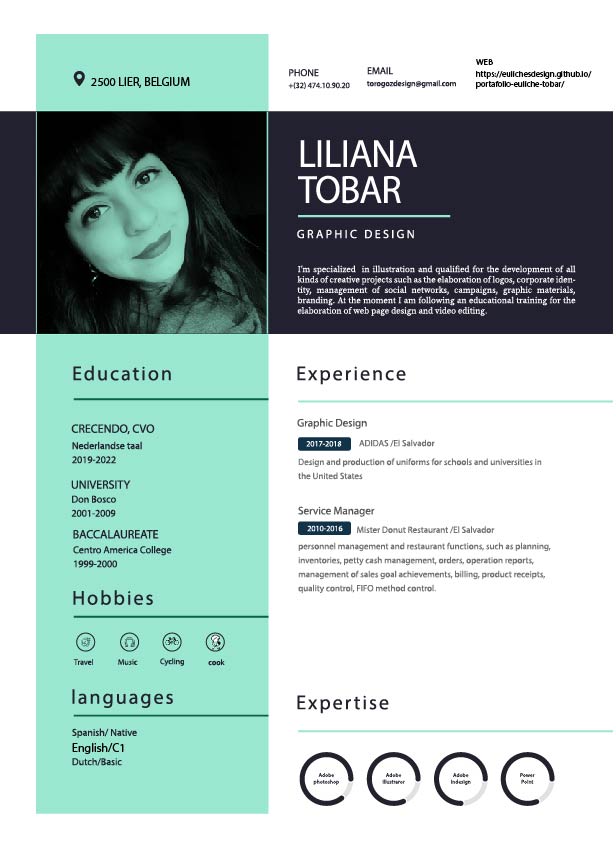 2500 LIER, BELGIUM
PHONE
+(32) 474.10.90.20
EMAIL
torogozdesign@gmail.com
WEB
https://eulichesdesign.github.io/
portafolio-euliche-tobar/
LILIANA
TOBAR
GRAPHIC DESIGN
I'm specialized in illustration and qualified for the development of all
kinds of creative projects such as the elaboration of logos, corporate iden-
tity, management of social networks, campaigns, graphic materials,
branding. At the moment I am following an educational training for the
elaboration of web page design and video editing.
Education
CRECENDO, CVO
Nederlandse taal
2019-2022
UNIVERSITY
Don Bosco
2001-2009
BACCALAUREATE
Centro America College
1999-2000
Hobbies
Travel
Music
Cycling
cook
languages
Spanish/ Native
English/C1
Dutch/Basic
Experience
Graphic Design
2017-2018 ADIDAS /El Salvador
Design and production of uniforms for schools and universities in
the United States
Service Manager
2010-2016 Mister Donut Restaurant /El Salvador
personnel management and restaurant functions, such as planning,
inventories, petty cash management, orders, operation reports,
management of sales goal achievements, billing, product receipts,
quality control, FIFO method control.
Expertise
Adobe
photoshop
Adobe
Illustrator
Adobe
Indesign
Power
Point